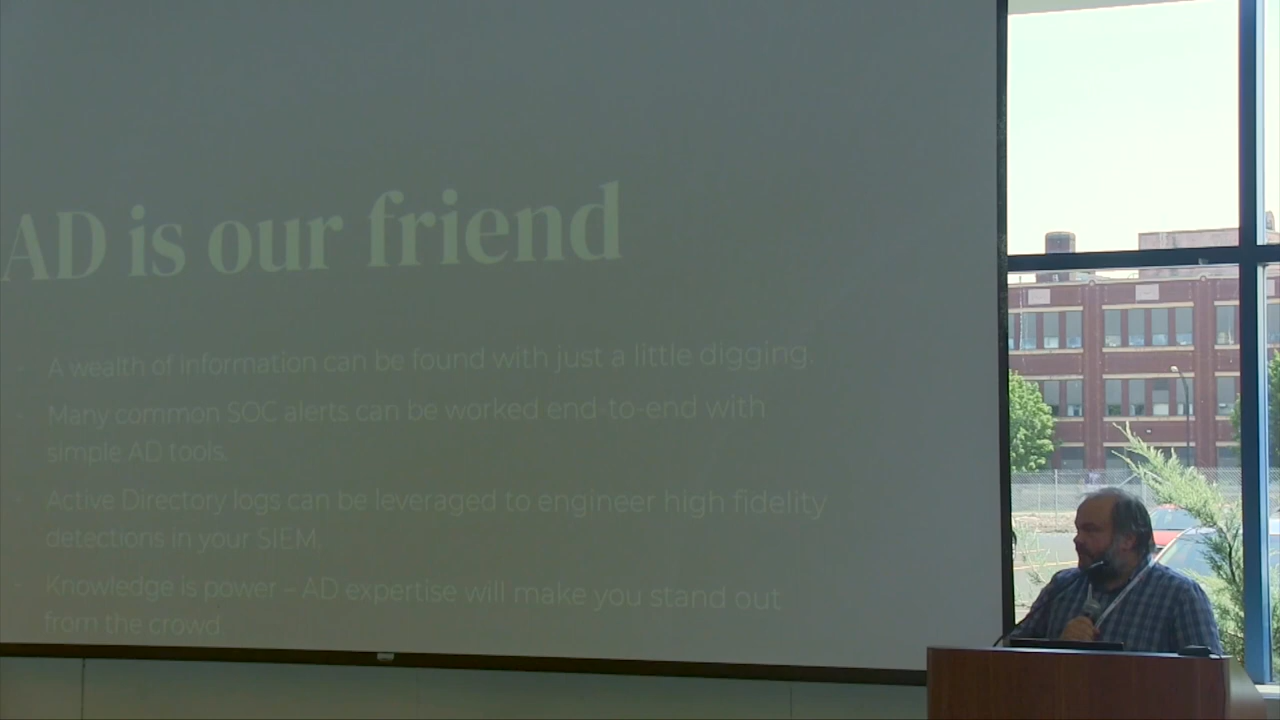 AD is our friend
- A wealth of information can be found with just a little digging.
- Many common SOC alerts can be worked end-to-end with
simple AD tools.
- Active Directory logs can be leveraged to engineer high fidelity
detections in your SIEM
- Knowledge is power – AD expertise will make you stand out
from the crowd.